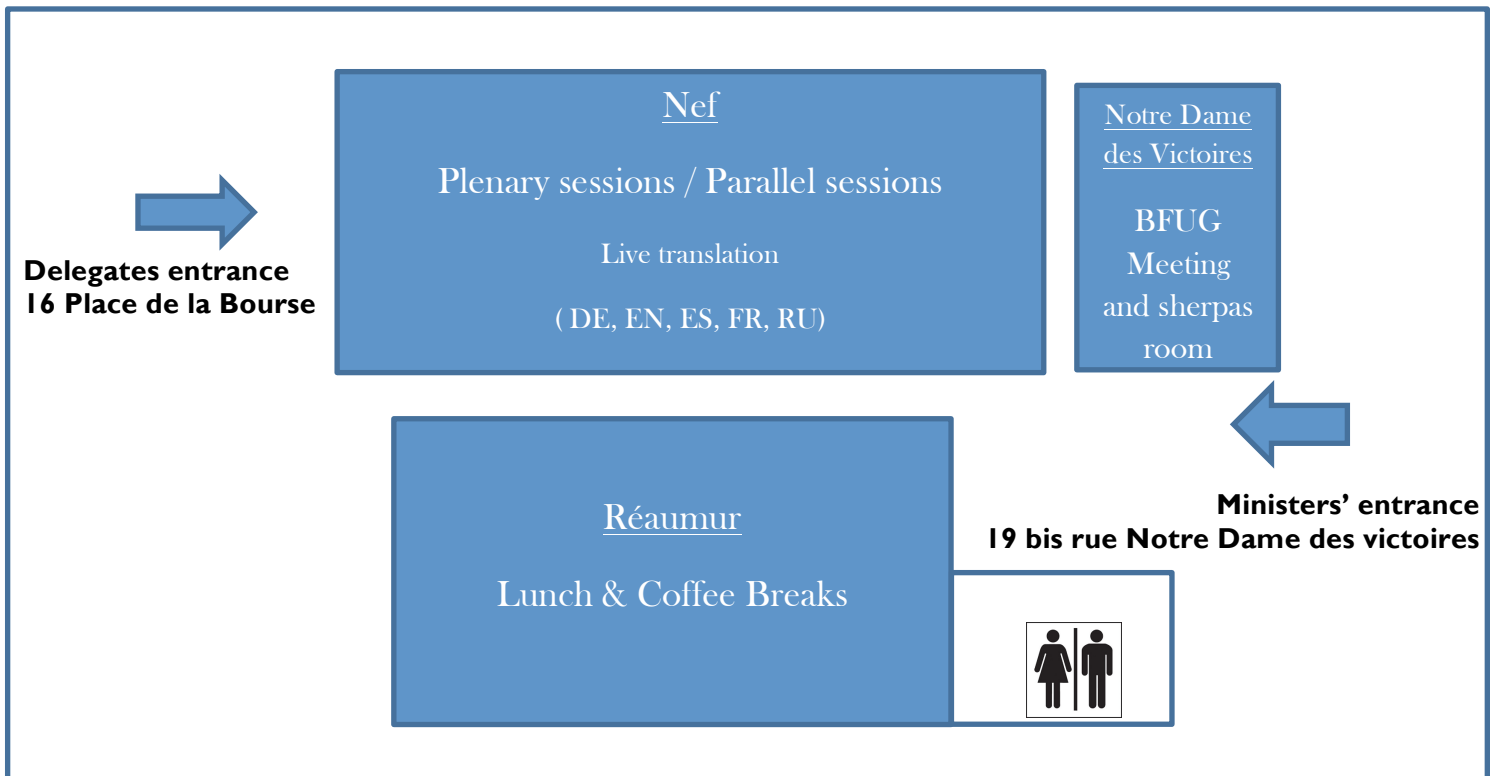 Nef
Plenary sessions / Parallel sessions
Live translation
( DE, EN, ES, FR, RU)
Notre Dame
des Victoires
BFUG
Meeting
and sherpas
room
Delegates entrance
16 Place de la Bourse
Ministers’ entrance
19 bis rue Notre Dame des victoires
Réaumur
Lunch & Coffee Breaks